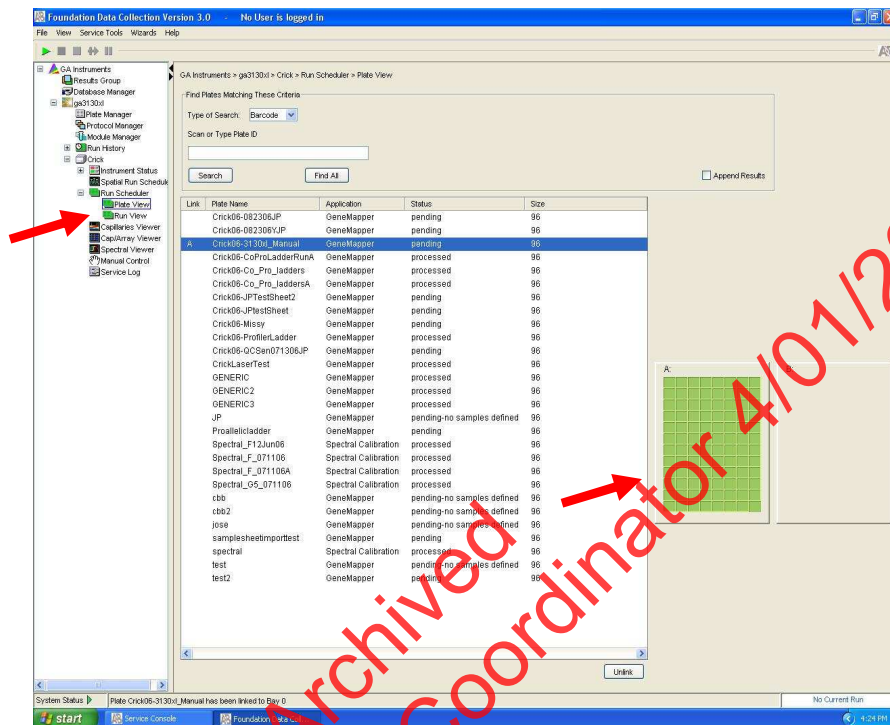 Foundation Data Collection Version 3.0 - No User is logged in
File View Service Tools Wizards Help
GA Instruments
Results Group
Database Manager
ga3130xl
Plate Manager
Protocol Manager
Module Manager
Run History
Crick
Instrument Status
Spatial Run Schedul
Run Scheduler
Plate View
Run View
Capillaries Viewer
Cap/Array Viewer
Spectral Viewer
Manual Control
Service Log
GA Instruments > ga3130xl > Crick > Run Scheduler > Plate View
Find Plates Matching These Criteria
Type of Search: Barcode
Scan or Type Plate ID
Search Find All Append Results
Link Plate Name Application Status Size
Crick06-082306JP GeneMapper pending 96
Crick06-082306YJP GeneMapper pending 96
A Crick06-3130xl_Manual GeneMapper pending 96
Crick06-CoProLadderRunA GeneMapper processed 96
Crick06-Co_Pro_ladders GeneMapper processed 96
Crick06-Co_Pro_laddersA GeneMapper processed 96
Crick06-JPTestSheet2 GeneMapper pending 96
Crick06-JPtestSheet GeneMapper pending 96
Crick06-Missy GeneMapper pending 96
Crick06-ProfilerLadder GeneMapper processed 96
Crick06-QCSen071306JP GeneMapper pending 96
CrickLaserTest GeneMapper processed 96
GENERIC GeneMapper processed 96
GENERIC2 GeneMapper processed 96
GENERIC3 GeneMapper processed 96
JP GeneMapper pending-no samples defined 96
Proallelicladder GeneMapper pending 96
Spectral_F12Jun06 Spectral Calibration processed 96
Spectral_F_071106 Spectral Calibration processed 96
Spectral_F_071106A Spectral Calibration processed 96
Spectral_G5_071106 Spectral Calibration processed 96
cbb GeneMapper pending-no samples defined 96
cbb2 GeneMapper pending-no samples defined 96
jose GeneMapper pending-no samples defined 96
samplesheetimporttest GeneMapper pending 96
spectral Spectral Calibration processed 96
test GeneMapper pending-no samples defined 96
test2 GeneMapper pending 96
A: B:
Unlink
System Status Plate Crick06-3130xl_Manual has been linked to Bay 0 No Current Run
start Service Console Foundation Data Col 4:24 PM
Archived
Coordinator 4/01/2